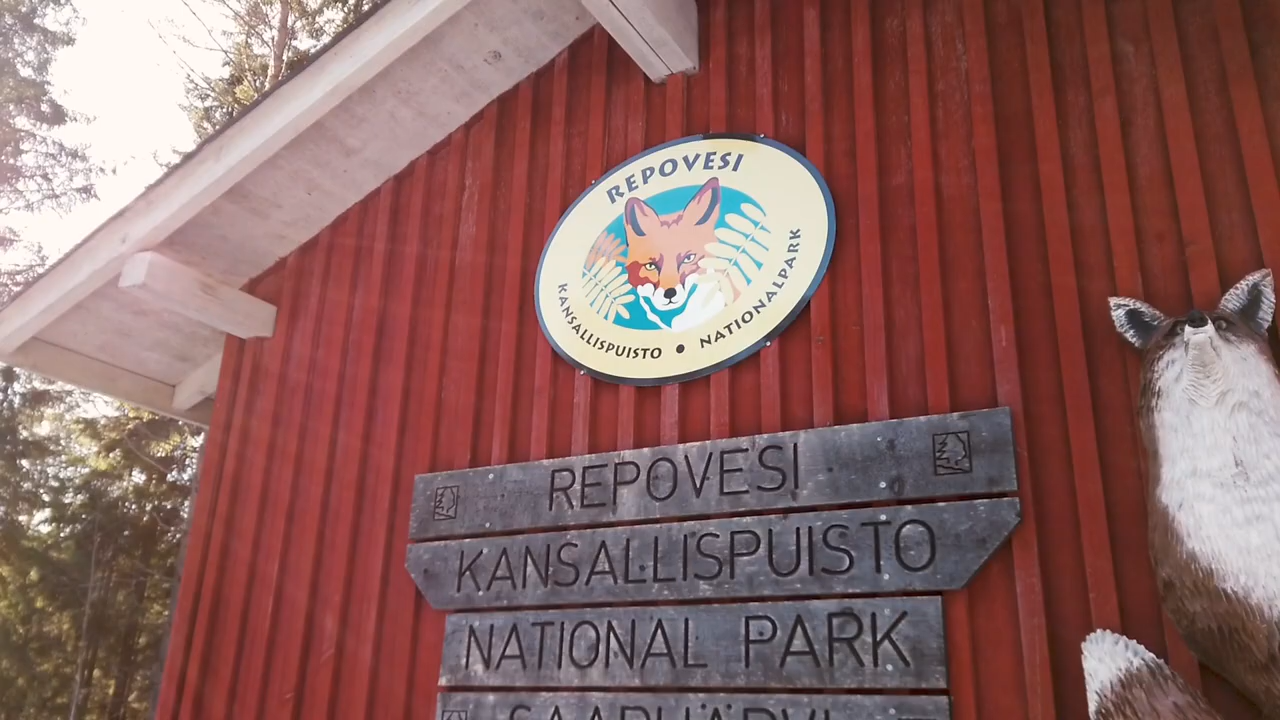 REPOVESI
KANSALLISPUISTO • NATIONALPARK
REPOVESI
KANSALLISPUISTO
NATIONAL PARK